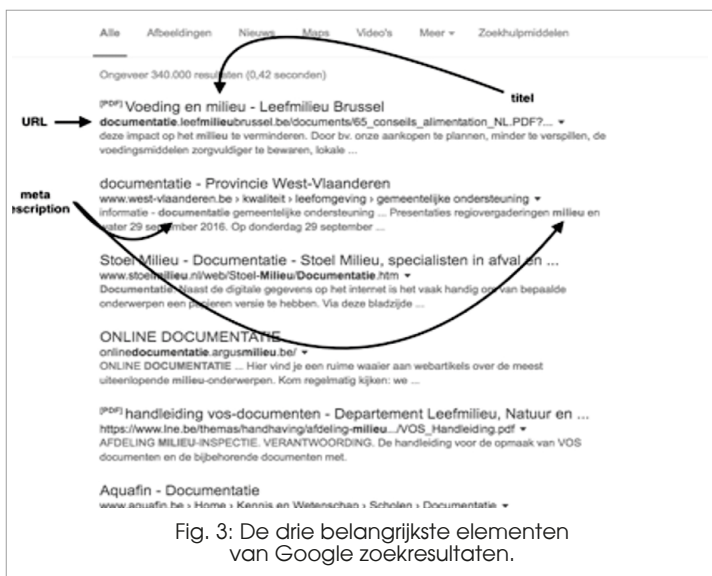 Alle Afbeeldingen Nieuws Maps Video's Meer Zoekhulpmiddelen
Ongeveer 340.000 resultaten (0,42 seconden)
titel
[PDF] Voeding en milieu - Leefmilieu Brussel
URL
documentatie.leefmilieubrussel.be/documents/65_conseils_alimentation_NL.PDF?...
deze impact op het milieu te verminderen. Door bv. onze aankopen te plannen, minder te verspillen, de
voedingsmiddelen zorgvuldiger te bewaren, lokale ...
documentatie - Provincie West-Vlaanderen
meta
escription
www.west-vlaanderen.be › kwaliteit › leefomgeving › gemeentelijke ondersteuning
informatie - documentatie gemeentelijke ondersteuning ... Presentaties regiovergaderingen milieu en
water 29 september 2016. Op donderdag 29 september ...
Stoel Milieu - Documentatie - Stoel Milieu, specialisten in afval en ...
www.stoelmilieu.nl/web/Stoel-Milieu/Documentatie.htm
Documentatie. Naast de digitale gegevens op het internet is het vaak handig om van bepaalde
onderwerpen een papieren versie te hebben. Via deze bladzijde ...
ONLINE DOCUMENTATIE
onlinedocumentatie.argusmilieu.be/
ONLINE DOCUMENTATIE ... Hier vind je een ruime waaier aan webartikels over de meest
uiteenlopende milieu-onderwerpen. Kom regelmatig kijken: we ...
[PDF] handleiding vos-documenten - Departement Leefmilieu, Natuur en ...
https://www.lne.be/themas/handhaving/afdeling-milieu.../VOS_Handleiding.pdf
AFDELING MILIEU-INSPECTIE. VERANTWOORDING. De handleiding voor de opmaak van VOS
documenten en de bijbehorende documenten met.
Aquafin - Documentatie
www.aquafin.be › Home › Kennis en Wetenschap › Scholen › Documentatie
Fig. 3: De drie belangrijkste elementen
van Google zoekresultaten.